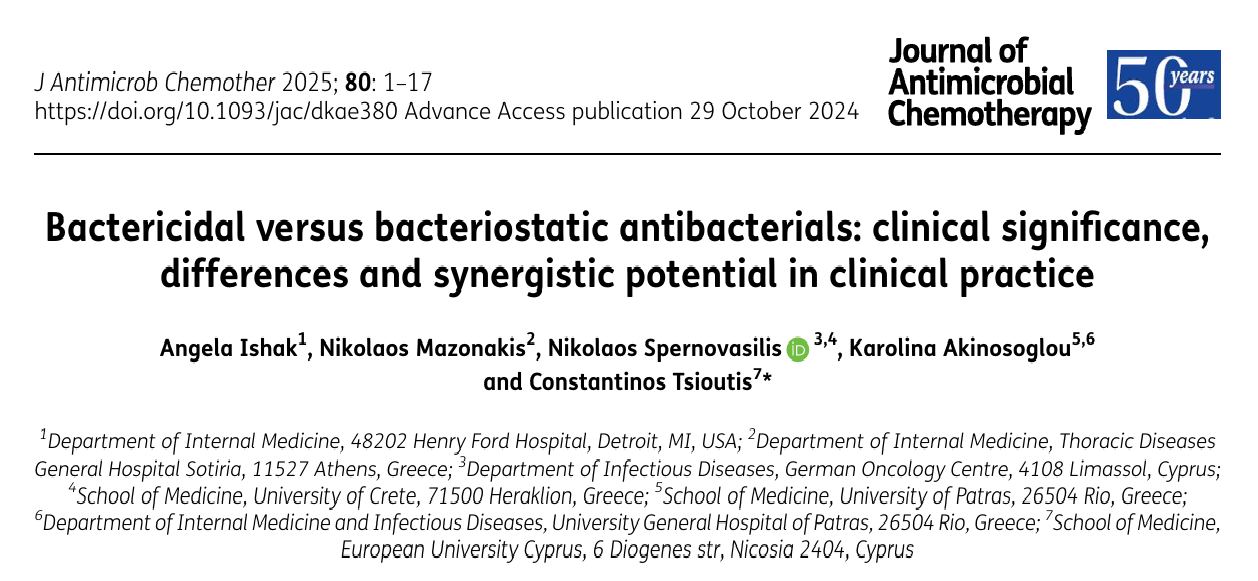 J Antimicrob Chemother 2025; 80: 1–17
https://doi.org/10.1093/jac/dkae380 Advance Access publication 29 October 2024
Journal of
Antimicrobial
Chemotherapy
50 years
Bactericidal versus bacteriostatic antibacterials: clinical significance,
differences and synergistic potential in clinical practice
Angela Ishak1, Nikolaos Mazonakis2, Nikolaos Spernovasilis iD 3,4, Karolina Akinosoglou5,6
and Constantinos Tsioutis7*
1Department of Internal Medicine, 48202 Henry Ford Hospital, Detroit, MI, USA; 2Department of Internal Medicine, Thoracic Diseases
General Hospital Sotiria, 11527 Athens, Greece; 3Department of Infectious Diseases, German Oncology Centre, 4108 Limassol, Cyprus;
4School of Medicine, University of Crete, 71500 Heraklion, Greece; 5School of Medicine, University of Patras, 26504 Rio, Greece;
6Department of Internal Medicine and Infectious Diseases, University General Hospital of Patras, 26504 Rio, Greece; 7School of Medicine,
European University Cyprus, 6 Diogenes str, Nicosia 2404, Cyprus